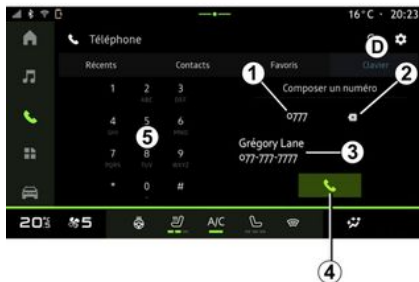 16°C · 20:23
Téléphone
D
Récents Contacts Favoris Clavier
1 2 3
ABC DEF
Composer un numéro
1 2
0777
4 5 6
GHI MNO
5
Grégory Lane
077-777-7777
3
7 8 9
PQRS TUV WXYZ
* 0 #
20 5 A/C
4